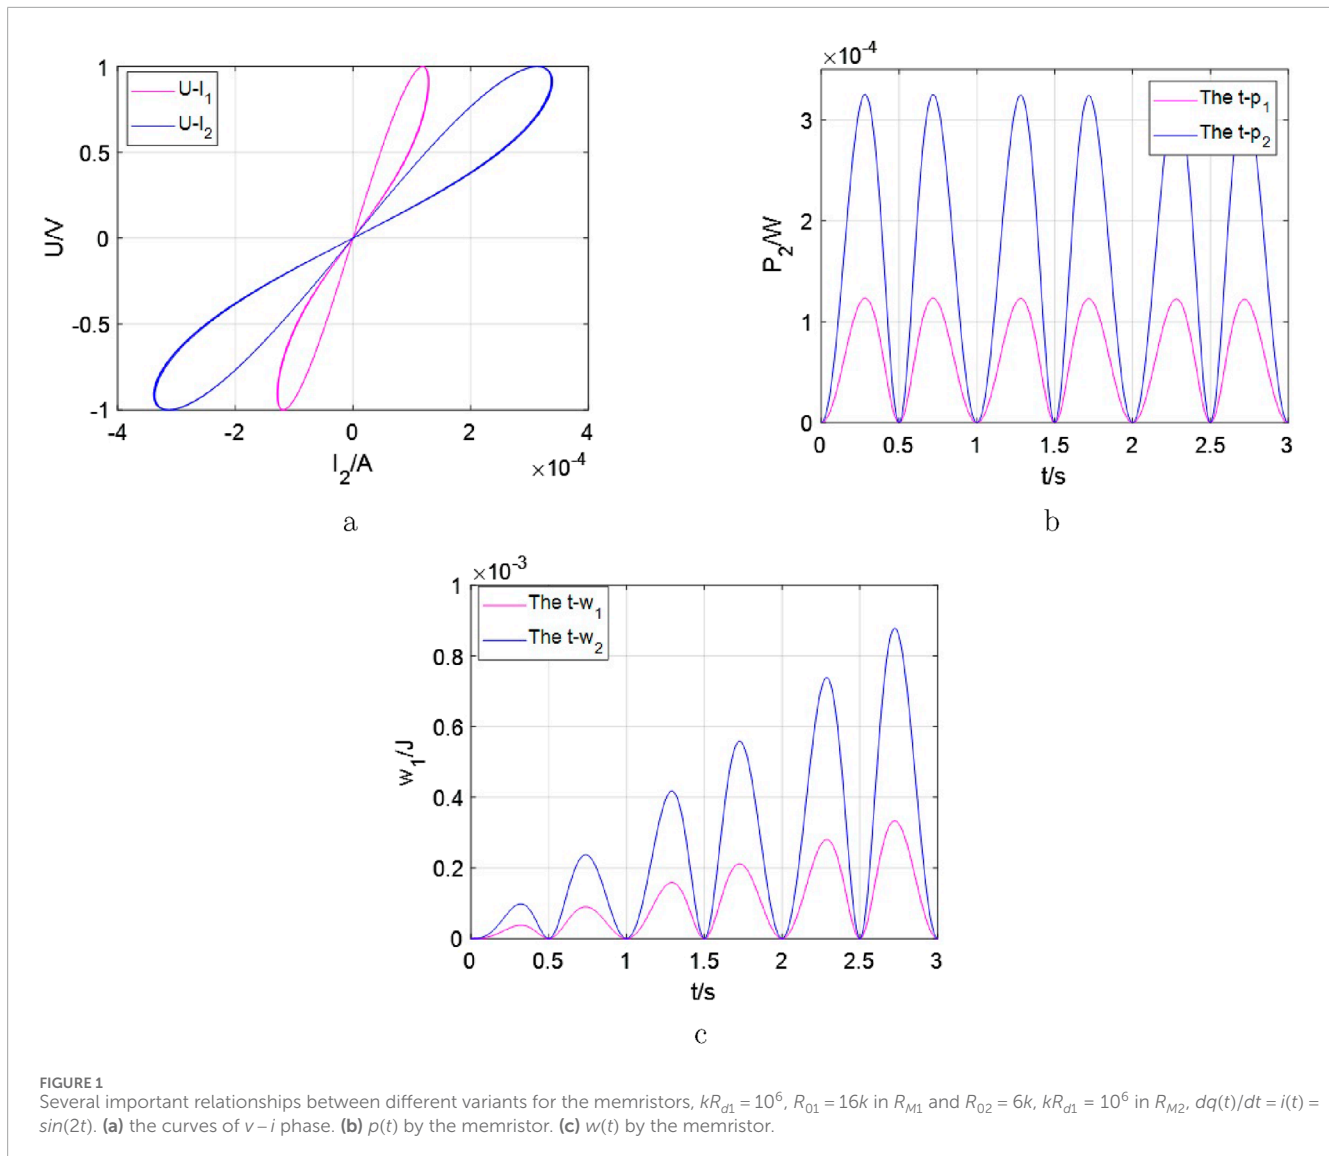 U-I1
U-I2
1
0.5
0
-0.5
-1
U/V
-4
-2
0
2
4
I2/A
×10-4
a
×10-4
The t-p1
The t-p2
3
2
1
0
P2/W
0
0.5
1
1.5
2
2.5
3
t/s
b
×10-3
The t-w1
The t-w2
1
0.8
0.6
0.4
0.2
0
w1/J
0
0.5
1
1.5
2
2.5
3
t/s
c
FIGURE 1
Several important relationships between different variants for the memristors, kRd1 = 10⁶, R01 = 16k in RM1 and R02 = 6k, kRd1 = 10⁶ in RM2, dq(t)/dt = i(t) =
sin(2t). (a) the curves of v – i phase. (b) p(t) by the memristor. (c) w(t) by the memristor.